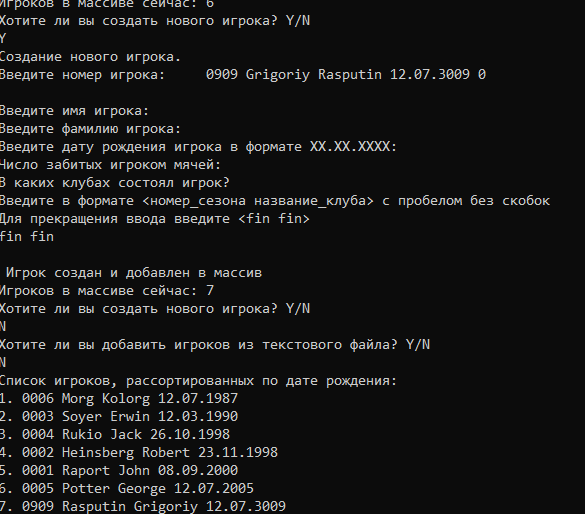 Игроков в массиве сейчас: 6
Хотите ли вы создать нового игрока? Y/N
Y
Создание нового игрока.
Введите номер игрока:     0909 Grigoriy Rasputin 12.07.3009 0
Введите имя игрока:
Введите фамилию игрока:
Введите дату рождения игрока в формате XX.XX.XXXX:
Число забитых игроком мячей:
В каких клубах состоял игрок?
Введите в формате <номер_сезона название_клуба> с пробелом без скобок
Для прекращения ввода введите <fin fin>
fin fin
Игрок создан и добавлен в массив
Игроков в массиве сейчас: 7
Хотите ли вы создать нового игрока? Y/N
N
Хотите ли вы добавить игроков из текстового файла? Y/N
N
Список игроков, рассортированных по дате рождения:
1. 0006 Morg Kolorg 12.07.1987
2. 0003 Soyer Erwin 12.03.1990
3. 0004 Rukio Jack 26.10.1998
4. 0002 Heinsberg Robert 23.11.1998
5. 0001 Raport John 08.09.2000
6. 0005 Potter George 12.07.2005
7. 0909 Rasputin Grigoriy 12.07.3009